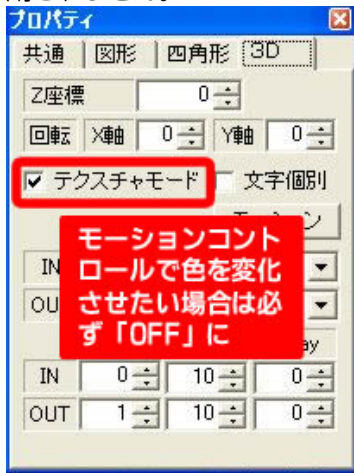 プロパティ
共通 図形 四角形 3D
Z座標 0
回転 X軸 0 Y軸 0
テクスチャモード 文字個別
モーションコント
ロールで色を変化
させたい場合は必
ず「OFF」に
IN
OU
ay
IN 0 10 0
OUT 1 10 0